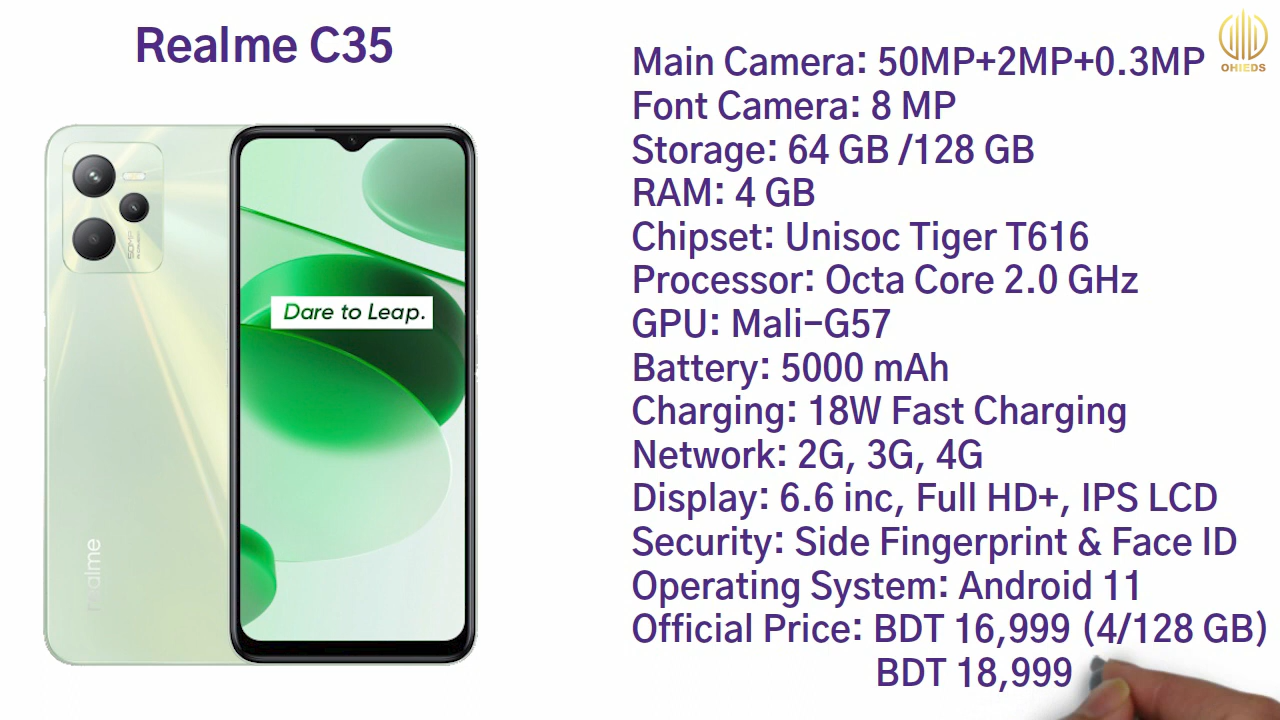 Realme C35
OHIEDS
Main Camera: 50MP+2MP+0.3MP
Font Camera: 8 MP
Storage: 64 GB /128 GB
RAM: 4 GB
Chipset: Unisoc Tiger T616
Processor: Octa Core 2.0 GHz
GPU: Mali-G57
Battery: 5000 mAh
Charging: 18W Fast Charging
Network: 2G, 3G, 4G
Display: 6.6 inc, Full HD+, IPS LCD
Security: Side Fingerprint & Face ID
Operating System: Android 11
Official Price: BDT 16,999 (4/128 GB)
BDT 18,999
50MP
Dare to Leap.
realme